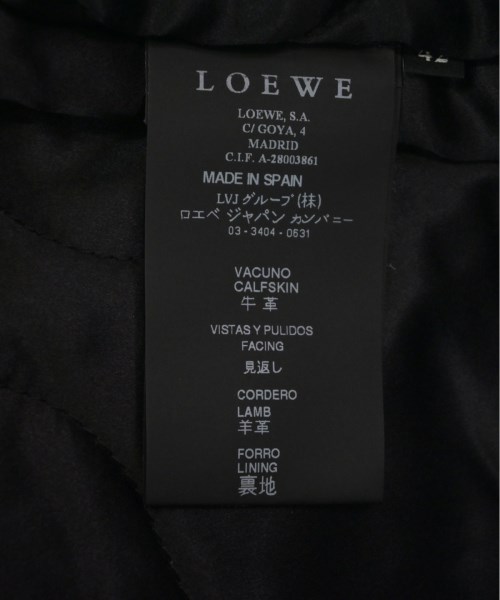 42
LOEWE
LOEWE, S.A.
C/ GOYA, 4
MADRID
C.I.F. A-28003861
MADE IN SPAIN
LVJ グループ (株)
ロエベ ジャパン カンパニー
03-3404-0631
VACUNO
CALFSKIN
牛革
VISTAS Y PULIDOS
FACING
見返し
CORDERO
LAMB
羊革
FORRO
LINING
裏地